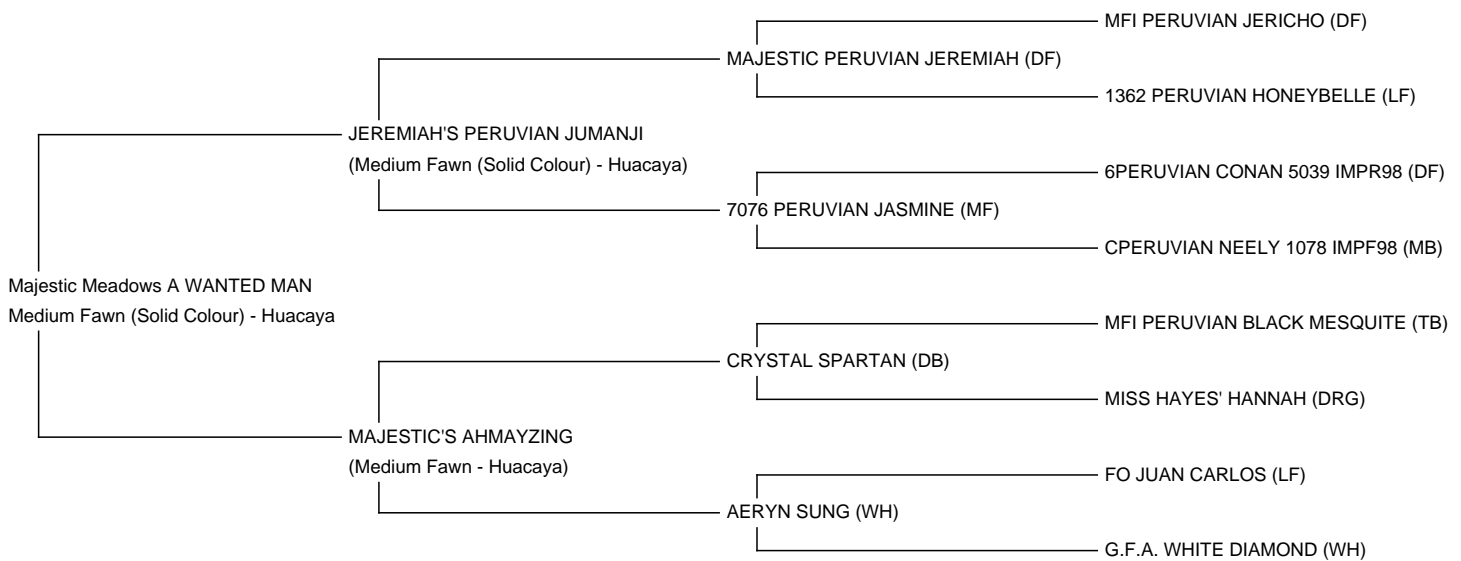 MFI PERUVIAN JERICHO (DF)
MAJESTIC PERUVIAN JEREMIAH (DF)
1362 PERUVIAN HONEYBELLE (LF)
JEREMIAH'S PERUVIAN JUMANJI
(Medium Fawn (Solid Colour) - Huacaya)
6PERUVIAN CONAN 5039 IMPR98 (DF)
7076 PERUVIAN JASMINE (MF)
CPERUVIAN NEELY 1078 IMPF98 (MB)
Majestic Meadows A WANTED MAN
Medium Fawn (Solid Colour) - Huacaya
MFI PERUVIAN BLACK MESQUITE (TB)
CRYSTAL SPARTAN (DB)
MISS HAYES' HANNAH (DRG)
MAJESTIC'S AHMAYZING
(Medium Fawn - Huacaya)
FO JUAN CARLOS (LF)
AERYN SUNG (WH)
G.F.A. WHITE DIAMOND (WH)